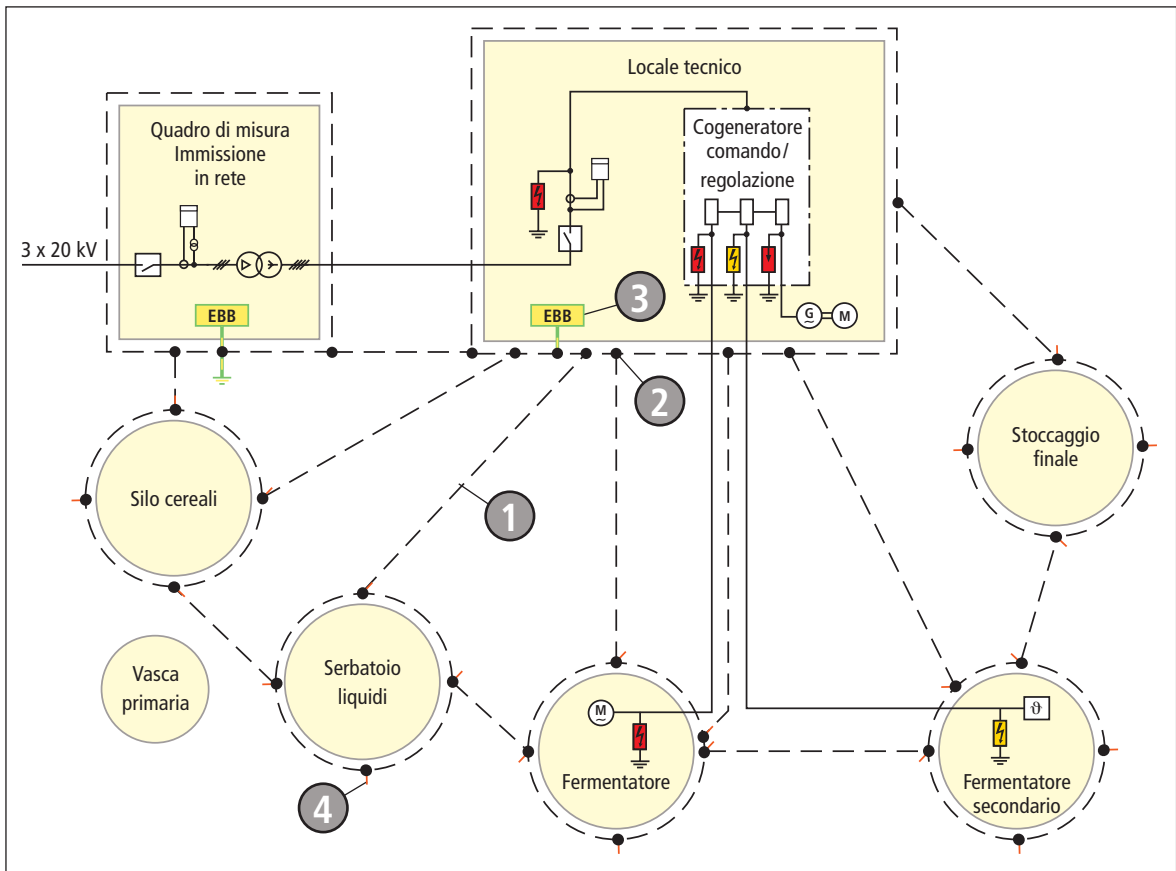 Locale tecnico
Quadro di misura
Immissione
in rete
Cogeneratore
comando/
regolazione
3 x 20 kV
EBB
EBB
3
G
~
M
2
Silo cereali
Stoccaggio
finale
1
Vasca
primaria
Serbatoio
liquidi
M
~
ϑ
4
Fermentatore
Fermentatore
secondario